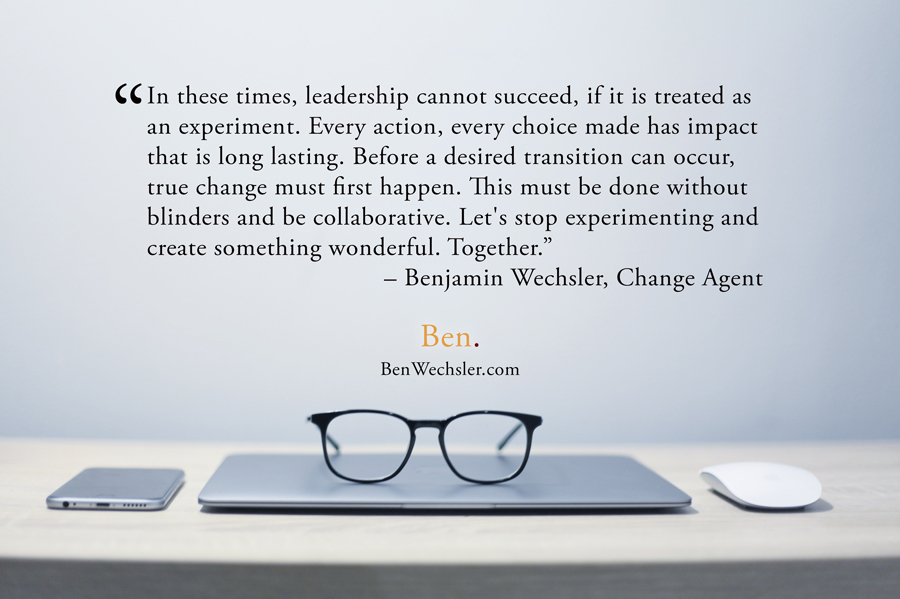 “In these times, leadership cannot succeed, if it is treated as
an experiment. Every action, every choice made has impact
that is long lasting. Before a desired transition can occur,
true change must first happen. This must be done without
blinders and be collaborative. Let's stop experimenting and
create something wonderful. Together.”
– Benjamin Wechsler, Change Agent
Ben.
BenWechsler.com